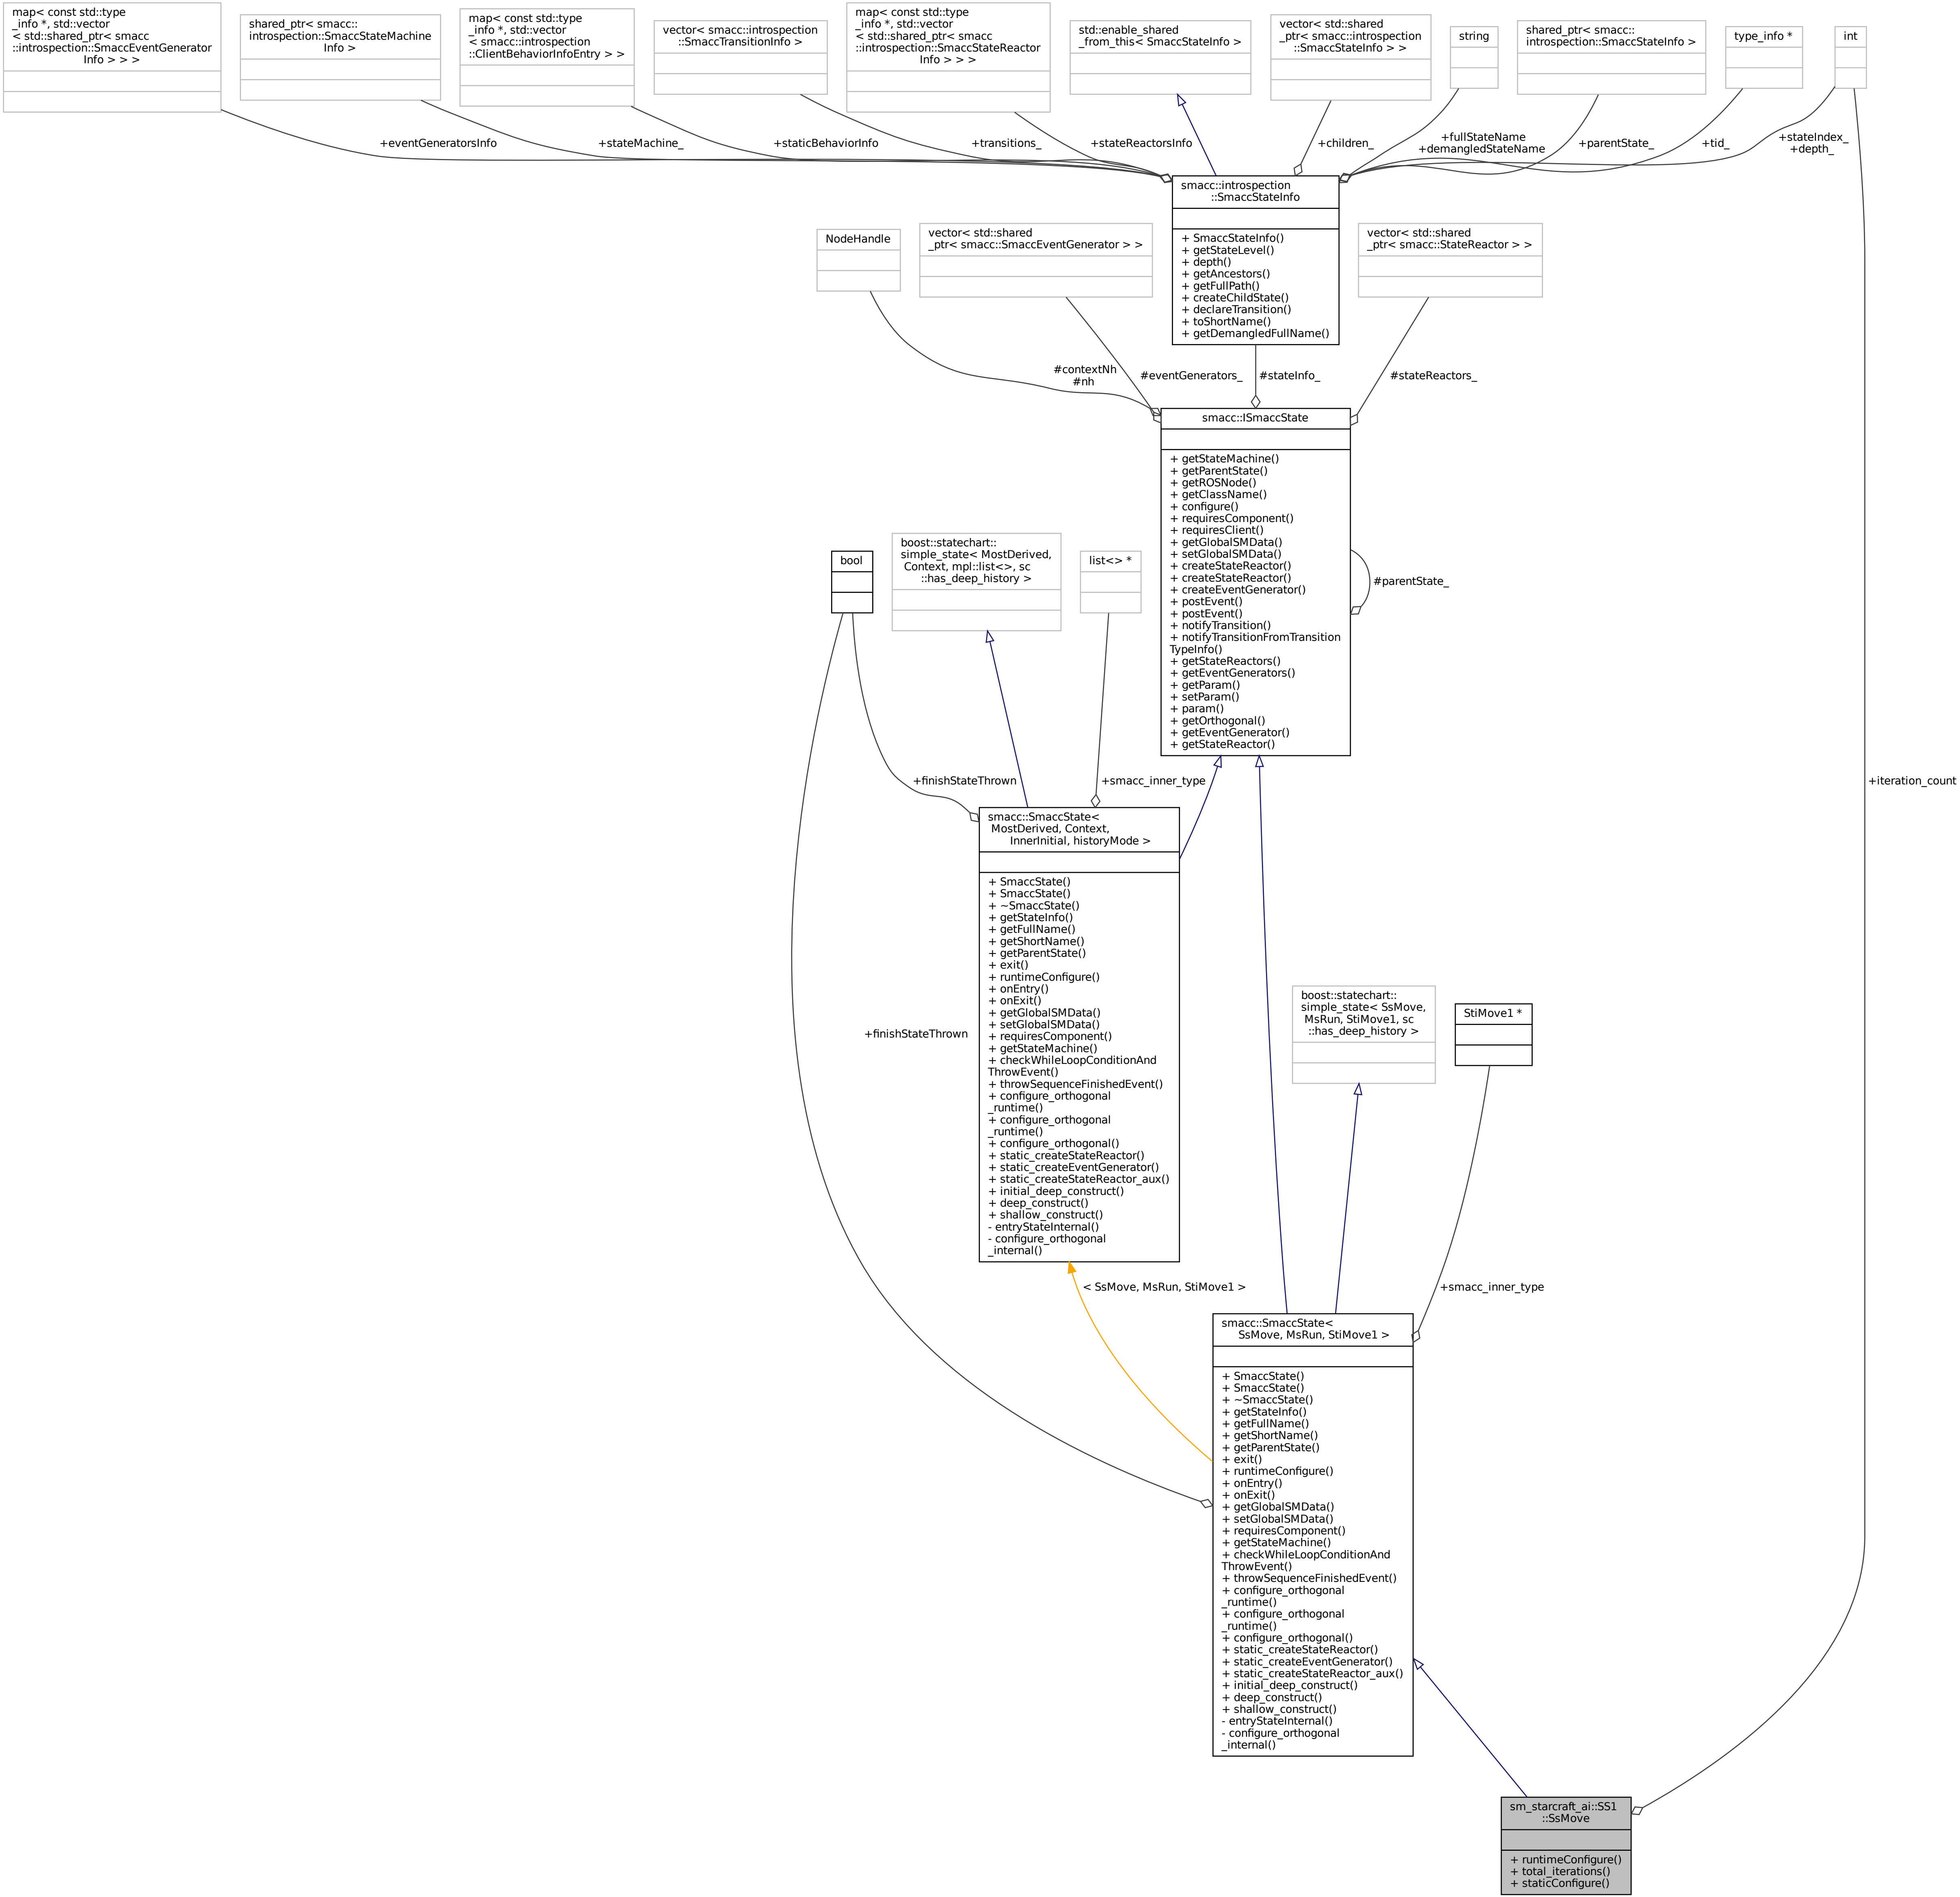 map< const std::type
_info *, std::vector
< std::shared_ptr< smacc
::introspection::SmaccEventGenerator
Info > > >
shared_ptr< smacc::
introspection::SmaccStateMachine
Info >
map< const std::type
_info *, std::vector
< smacc::introspection
::ClientBehaviorInfoEntry > >
vector< smacc::introspection
::SmaccTransitionInfo >
map< const std::type
_info *, std::vector
< std::shared_ptr< smacc
::introspection::SmaccStateReactor
Info > > >
std::enable_shared
_from_this< SmaccStateInfo >
vector< std::shared
_ptr< smacc::introspection
::SmaccStateInfo > >
string
shared_ptr< smacc::
introspection::SmaccStateInfo >
type_info *
int
+eventGeneratorsInfo
+stateMachine_
+staticBehaviorInfo
+transitions_
+stateReactorsInfo
+children_
+fullStateName
+demangledStateName
+parentState_
+tid_
+stateIndex_
+depth_
smacc::introspection
::SmaccStateInfo
+ SmaccStateInfo()
+ getStateLevel()
+ depth()
+ getAncestors()
+ getFullPath()
+ createChildState()
+ declareTransition()
+ toShortName()
+ getDemangledFullName()
NodeHandle
vector< std::shared
_ptr< smacc::SmaccEventGenerator > >
vector< std::shared
_ptr< smacc::StateReactor > >
#contextNh
#nh
#eventGenerators_
#stateInfo_
#stateReactors_
smacc::ISmaccState
+ getStateMachine()
+ getParentState()
+ getROSNode()
+ getClassName()
+ configure()
+ requiresComponent()
+ requiresClient()
+ getGlobalSMData()
+ setGlobalSMData()
+ createStateReactor()
+ createStateReactor()
+ createEventGenerator()
+ postEvent()
+ postEvent()
+ notifyTransition()
+ notifyTransitionFromTransition
TypeInfo()
+ getStateReactors()
+ getEventGenerators()
+ getParam()
+ setParam()
+ param()
+ getOrthogonal()
+ getEventGenerator()
+ getStateReactor()
#parentState_
bool
boost::statechart::
simple_state< MostDerived,
Context, mpl::list<>, sc
::has_deep_history >
list<> *
+finishStateThrown
+smacc_inner_type
+iteration_count
smacc::SmaccState<
MostDerived, Context,
InnerInitial, historyMode >
+ SmaccState()
+ SmaccState()
+ ~SmaccState()
+ getStateInfo()
+ getFullName()
+ getShortName()
+ getParentState()
+ exit()
+ runtimeConfigure()
+ onEntry()
+ onExit()
+ getGlobalSMData()
+ setGlobalSMData()
+ requiresComponent()
+ getStateMachine()
+ checkWhileLoopConditionAnd
ThrowEvent()
+ throwSequenceFinishedEvent()
+ configure_orthogonal
_runtime()
+ configure_orthogonal
_runtime()
+ configure_orthogonal()
+ static_createStateReactor()
+ static_createEventGenerator()
+ static_createStateReactor_aux()
+ initial_deep_construct()
+ deep_construct()
+ shallow_construct()
- entryStateInternal()
- configure_orthogonal
_internal()
+finishStateThrown
boost::statechart::
simple_state< SsMove,
MsRun, StiMove1, sc
::has_deep_history >
StiMove1 *
< SsMove, MsRun, StiMove1 >
+smacc_inner_type
smacc::SmaccState<
SsMove, MsRun, StiMove1 >
+ SmaccState()
+ SmaccState()
+ ~SmaccState()
+ getStateInfo()
+ getFullName()
+ getShortName()
+ getParentState()
+ exit()
+ runtimeConfigure()
+ onEntry()
+ onExit()
+ getGlobalSMData()
+ setGlobalSMData()
+ requiresComponent()
+ getStateMachine()
+ checkWhileLoopConditionAnd
ThrowEvent()
+ throwSequenceFinishedEvent()
+ configure_orthogonal
_runtime()
+ configure_orthogonal
_runtime()
+ configure_orthogonal()
+ static_createStateReactor()
+ static_createEventGenerator()
+ static_createStateReactor_aux()
+ initial_deep_construct()
+ deep_construct()
+ shallow_construct()
- entryStateInternal()
- configure_orthogonal
_internal()
sm_starcraft_ai::SS1
::SsMove
+ runtimeConfigure()
+ total_iterations()
+ staticConfigure()